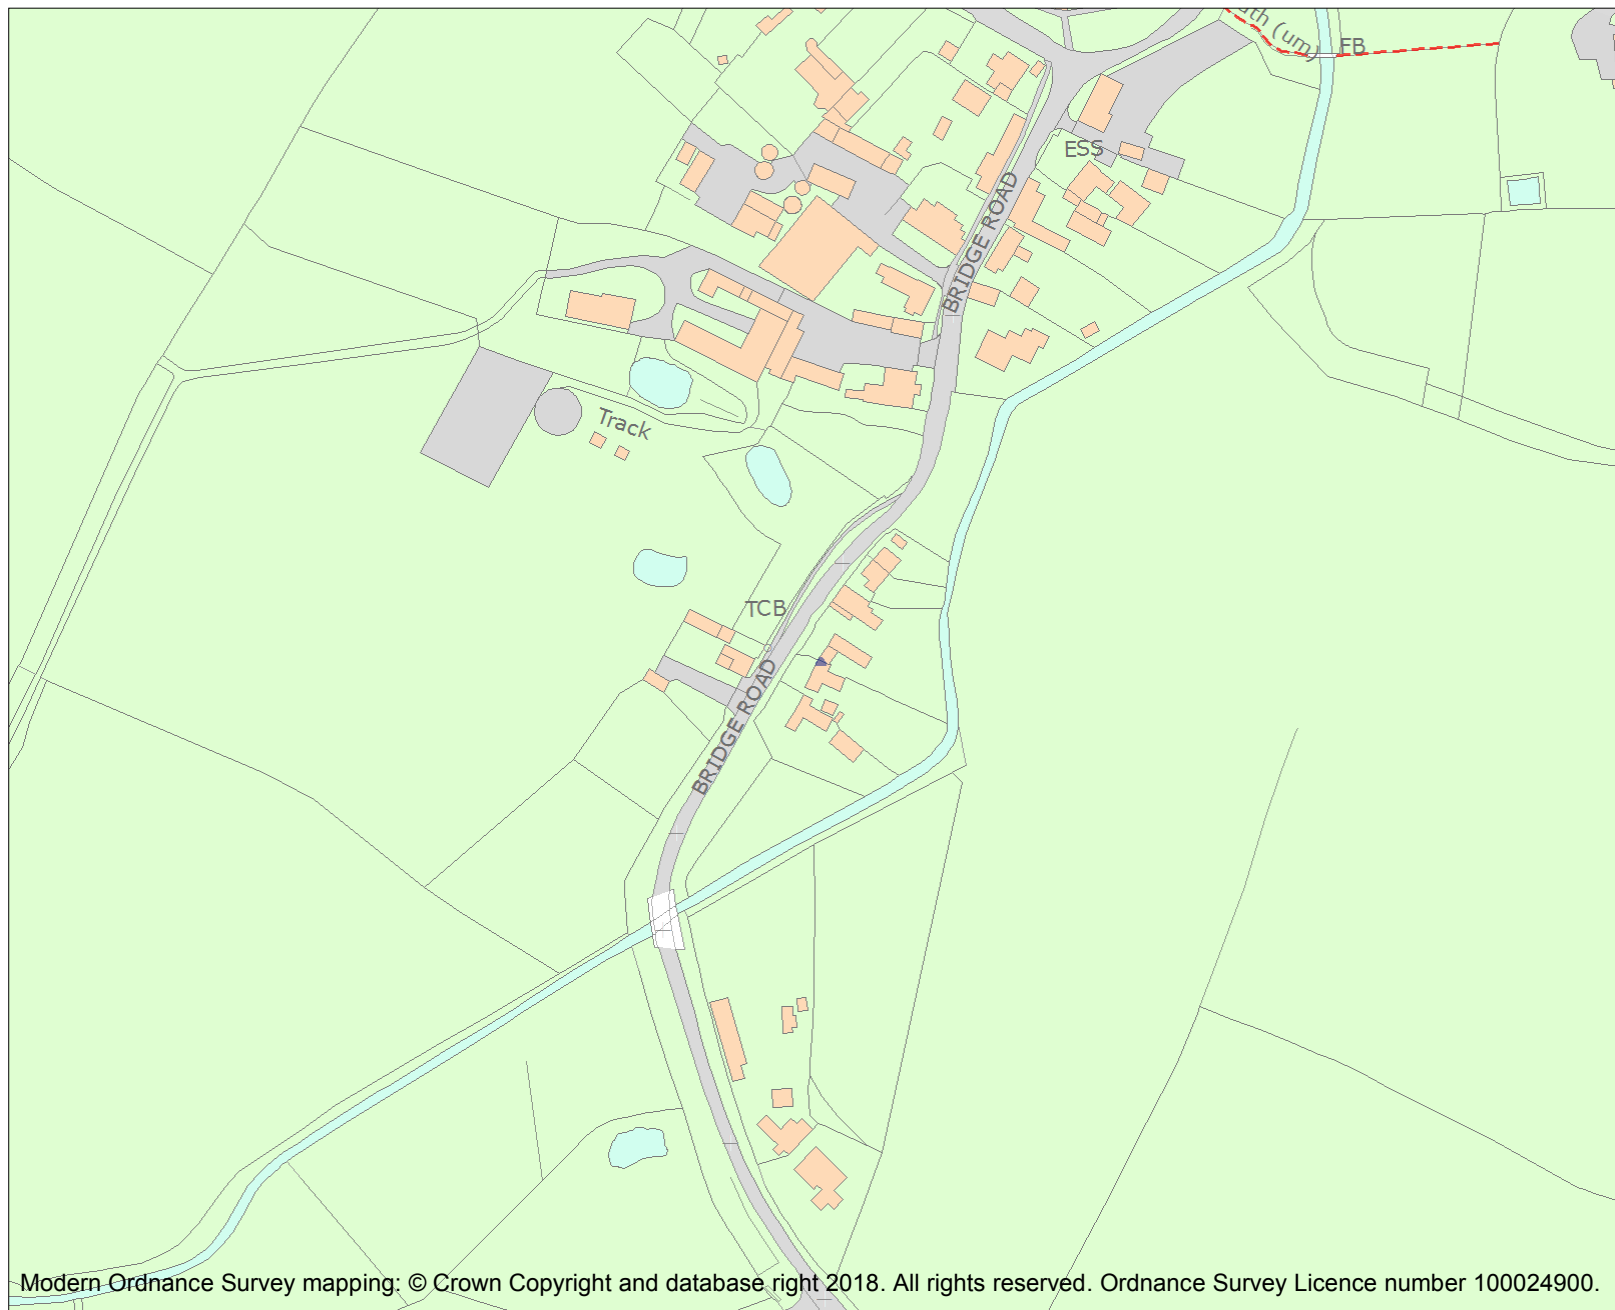 (um)
FB
ESS
BRIDGE ROAD
Track
TCB
BRIDGE ROAD
Modern Ordnance Survey mapping: © Crown Copyright and database right 2018. All rights reserved. Ordnance Survey Licence number 100024900.